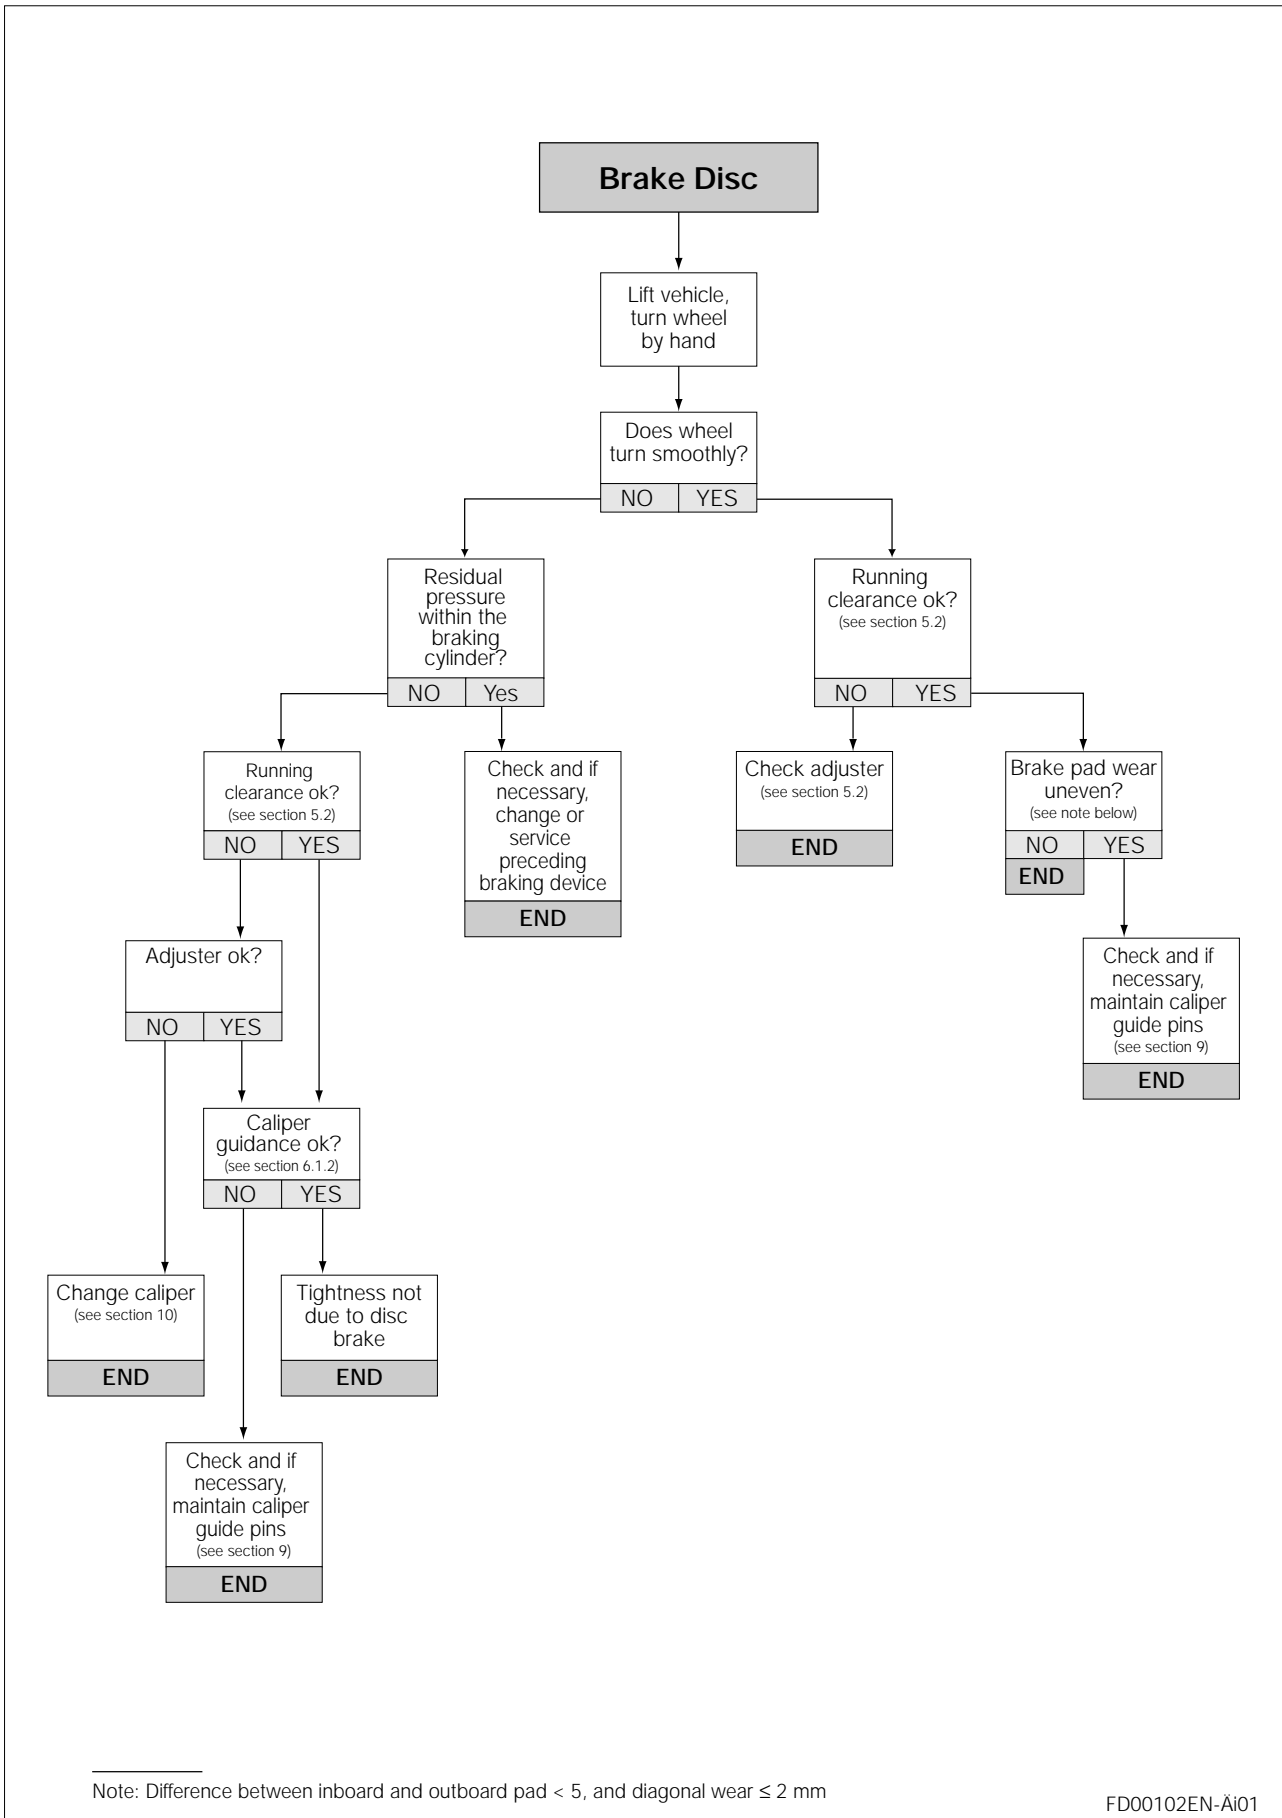 Brake Disc
Lift vehicle,
turn wheel
by hand
Does wheel
turn smoothly?
NO YES
Residual
pressure
within the
braking
cylinder?
NO Yes
Running
clearance ok?
(see section 5.2)
NO YES
Running
clearance ok?
(see section 5.2)
NO YES
Check and if
necessary,
change or
service
preceding
braking device
END
Check adjuster
(see section 5.2)
END
Brake pad wear
uneven?
(see note below)
NO YES
END
Adjuster ok?
NO YES
Check and if
necessary,
maintain caliper
guide pins
(see section 9)
END
Caliper
guidance ok?
(see section 6.1.2)
NO YES
Change caliper
(see section 10)
END
Tightness not
due to disc
brake
END
Check and if
necessary,
maintain caliper
guide pins
(see section 9)
END
Note: Difference between inboard and outboard pad < 5, and diagonal wear ≤ 2 mm
FD00102EN-Äi01